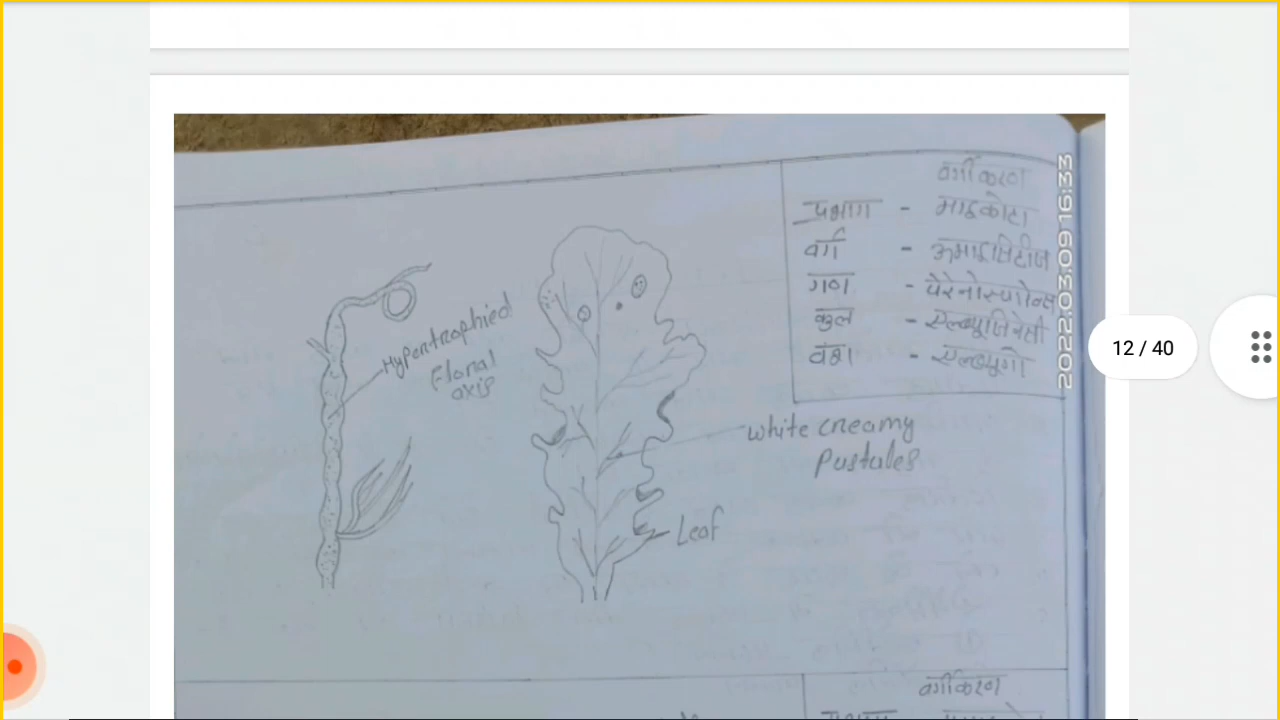 वर्गीकरण
प्रभाग - माइकोटा
वर्ग - ऊमाइसिटीज
गण - पेरेनोस्पोरेल्स
कुल - एल्ब्यूजिनेसी
वंश - एल्ब्यूगो
Hypertrophied
Floral
axis
white creamy
Pustules
Leaf
2022.03.09 16:33
12 / 40
वर्गीकरण